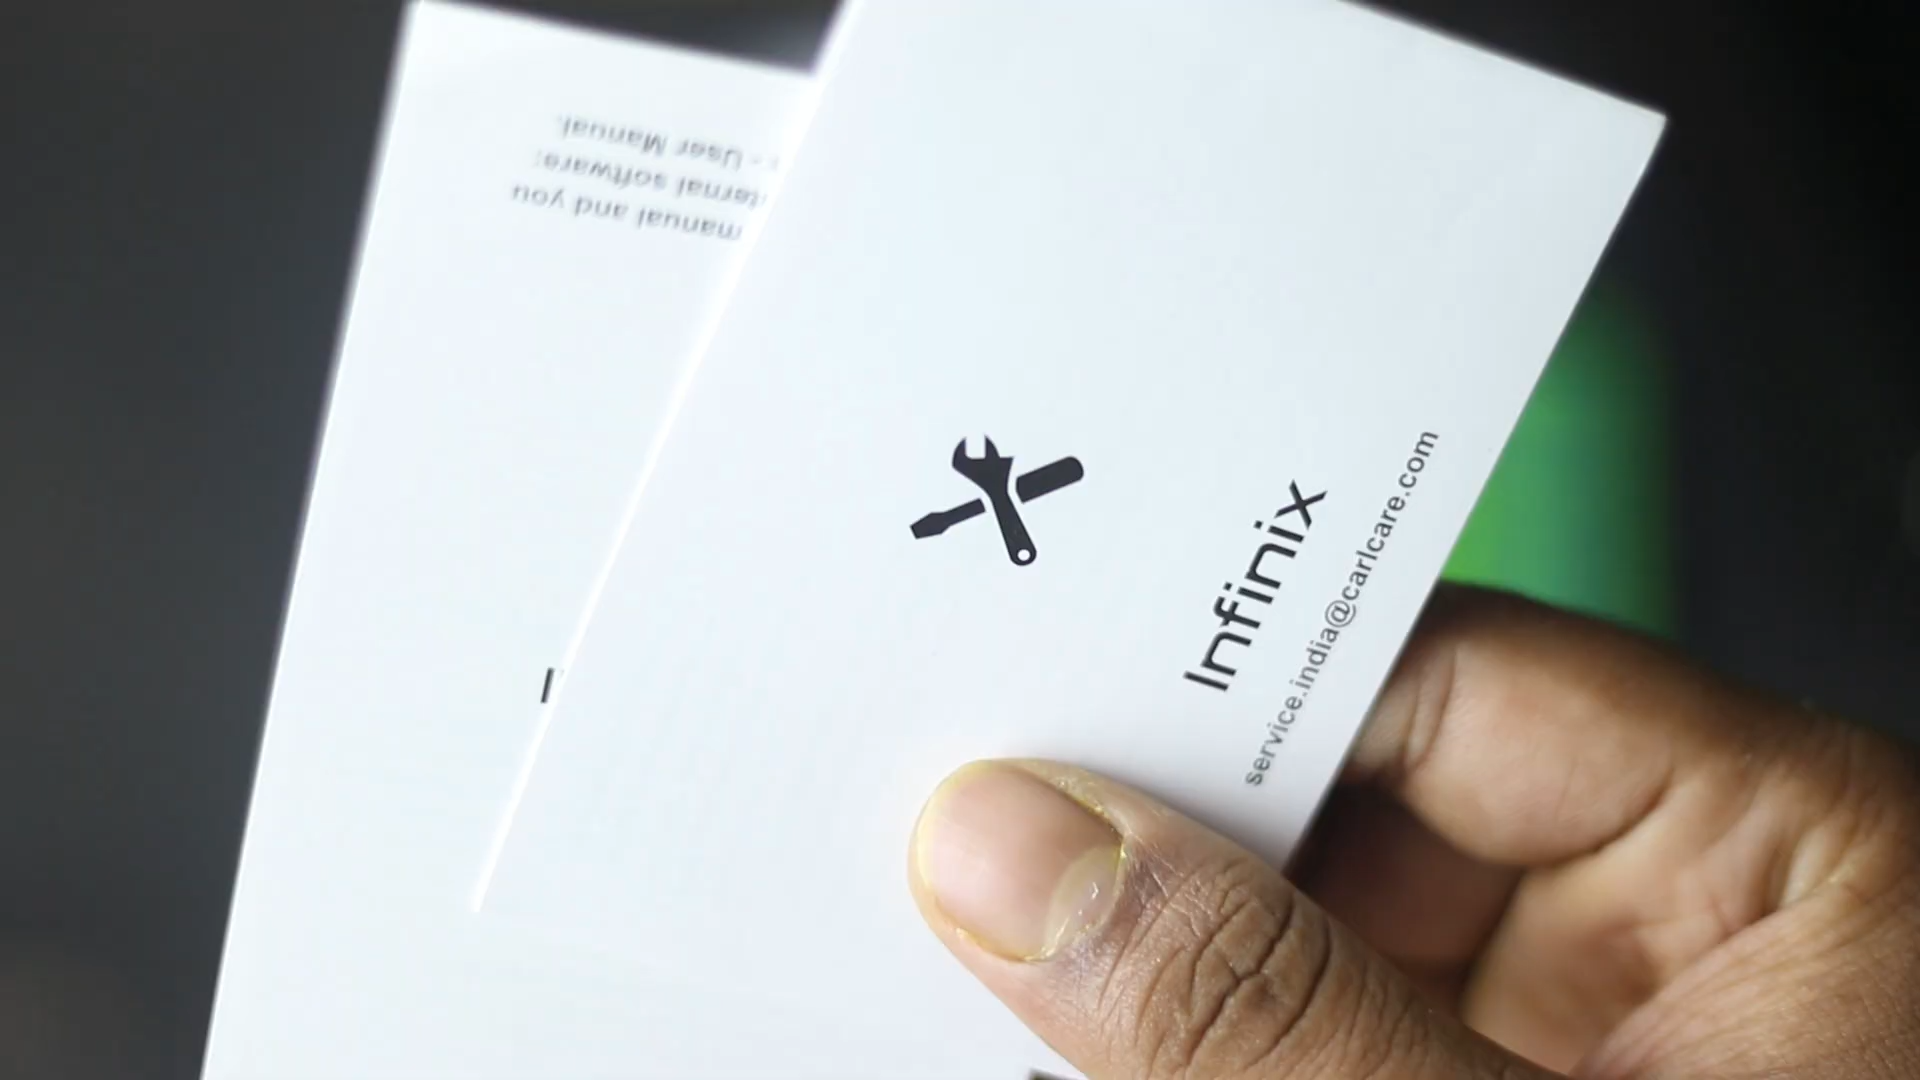 Infinix
service.india@carlcare.com
manual and you
ternal software:
- User Manual.